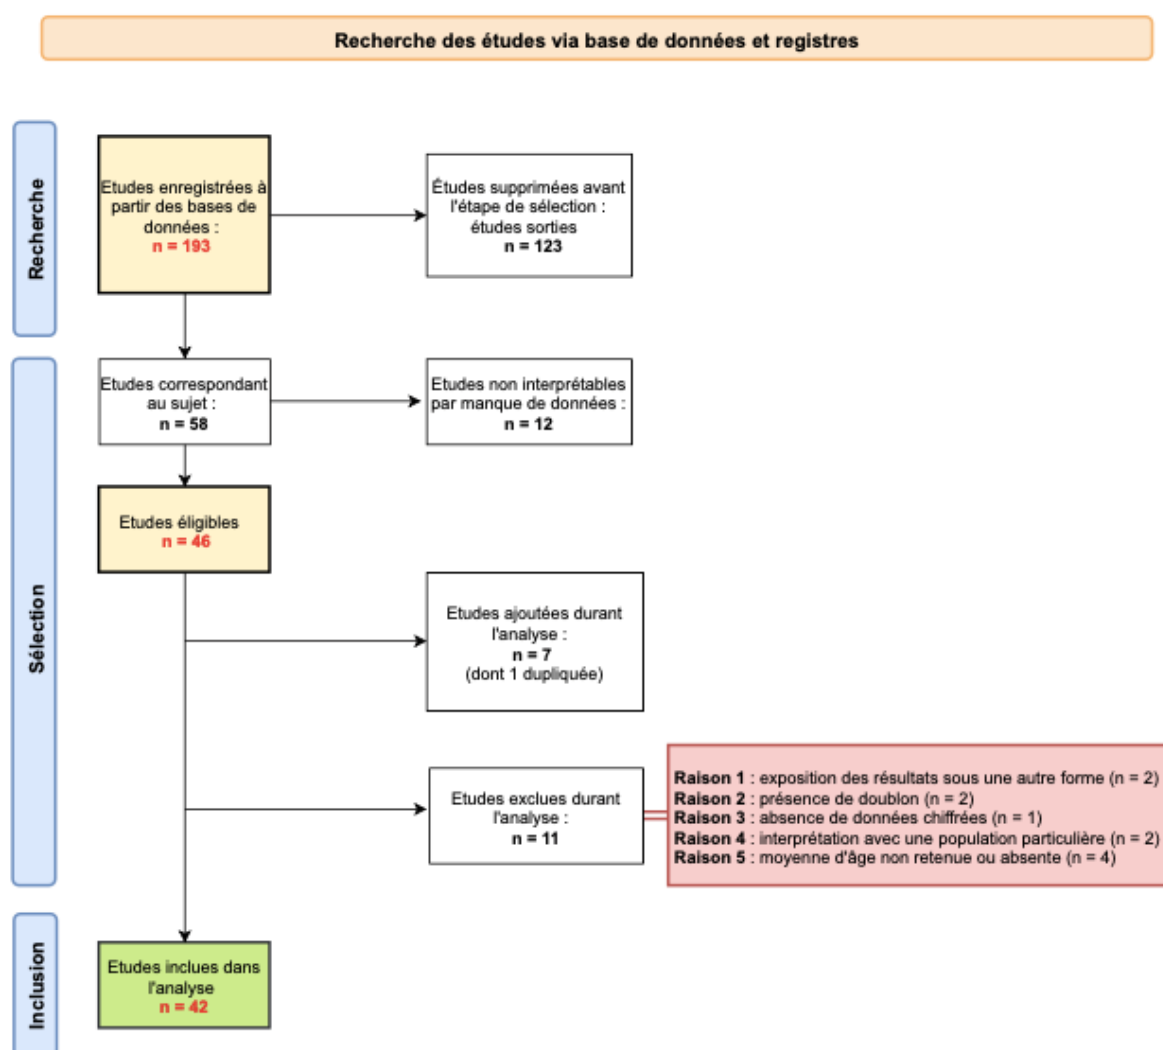 Recherche des études via base de données et registres
Recherche
Etudes enregistrées à
partir des bases de
données :
n = 193
Études supprimées avant
l'étape de sélection :
études sorties
n = 123
Sélection
Etudes correspondant
au sujet :
n = 58
Etudes non interprétables
par manque de données :
n = 12
Etudes éligibles
n = 46
Etudes ajoutées durant
l'analyse :
n = 7
(dont 1 dupliquée)
Etudes exclues durant
l'analyse :
n = 11
Raison 1 : exposition des résultats sous une autre forme (n = 2)
Raison 2 : présence de doublon (n = 2)
Raison 3 : absence de données chiffrées (n = 1)
Raison 4 : interprétation avec une population particulière (n = 2)
Raison 5 : moyenne d'âge non retenue ou absente (n = 4)
Inclusion
Etudes inclues dans
l'analyse
n = 42